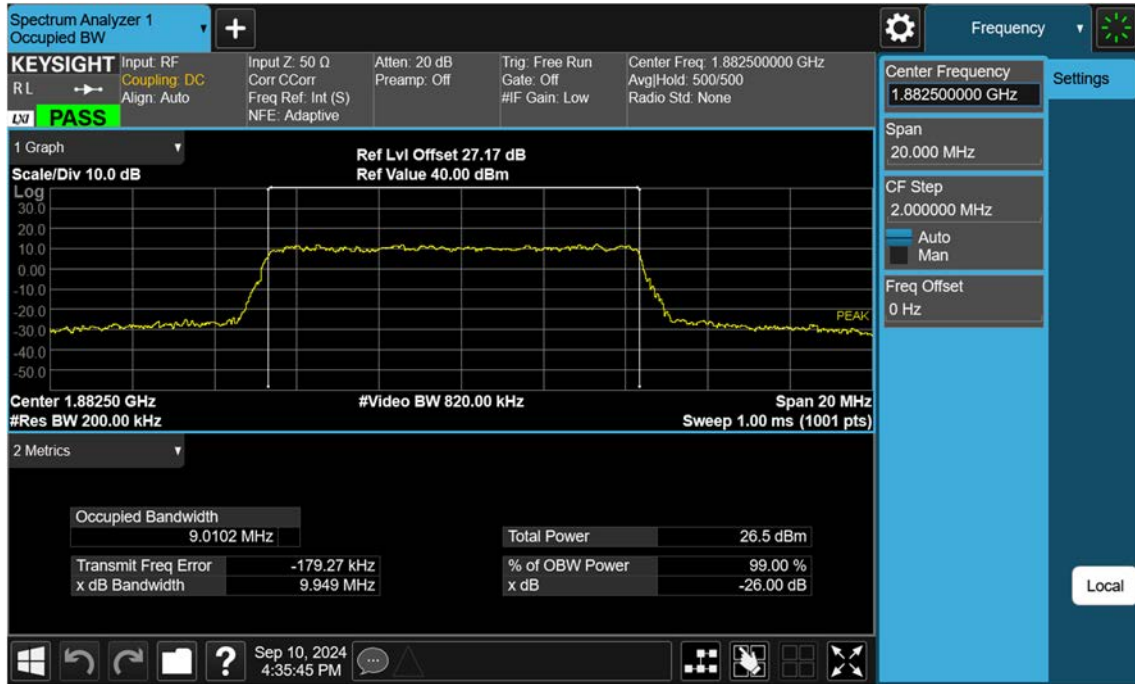 Spectrum Analyzer 1
Occupied BW
Frequency
KEYSIGHT
RL
LXI
PASS
Input: RF
Coupling: DC
Align: Auto
Input Z: 50 Ω
Corr CCorr
Freq Ref: Int (S)
NFE: Adaptive
Atten: 20 dB
Preamp: Off
Trig: Free Run
Gate: Off
#IF Gain: Low
Center Freq: 1.882500000 GHz
Avg|Hold: 500/500
Radio Std: None
Center Frequency
1.882500000 GHz
Settings
Span
20.000 MHz
CF Step
2.000000 MHz
Auto
Man
Freq Offset
0 Hz
Local
1 Graph
Scale/Div 10.0 dB
Ref Lvl Offset 27.17 dB
Ref Value 40.00 dBm
Log
30.0
20.0
10.0
0.00
-10.0
-20.0
-30.0
-40.0
-50.0
PEAK
Center 1.88250 GHz
#Video BW 820.00 kHz
Span 20 MHz
#Res BW 200.00 kHz
Sweep 1.00 ms (1001 pts)
2 Metrics
Occupied Bandwidth
9.0102 MHz
Total Power 26.5 dBm
Transmit Freq Error -179.27 kHz
% of OBW Power 99.00 %
x dB Bandwidth 9.949 MHz
x dB -26.00 dB
Sep 10, 2024
4:35:45 PM